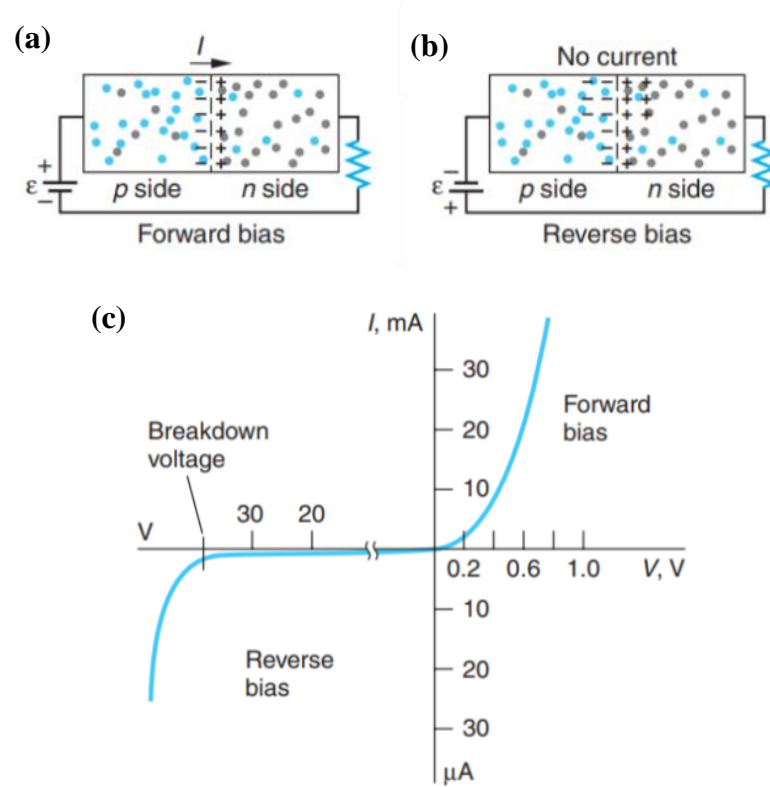 (a)
I
+
ε
−
p side
n side
Forward bias
(b)
No current
−
ε
+
p side
n side
Reverse bias
(c)
I, mA
30
20
10
Forward
bias
Breakdown
voltage
V
30
20
0.2
0.6
1.0
V, V
10
20
30
μA
Reverse
bias